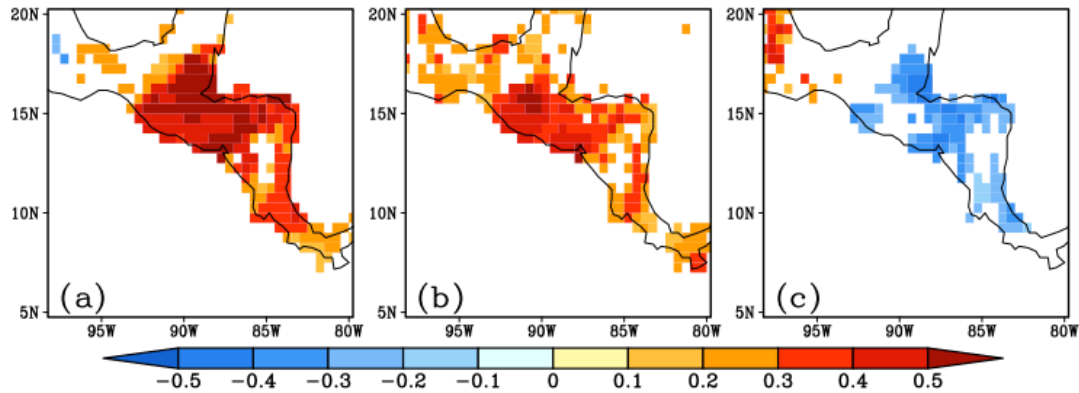 20N 20N 20N
15N 15N 15N
10N 10N 10N
5N (a) 5N (b) 5N (c)
95W 90W 85W 80W 95W 90W 85W 80W 95W 90W 85W 80W
-0.5 -0.4 -0.3 -0.2 -0.1 0 0.1 0.2 0.3 0.4 0.5